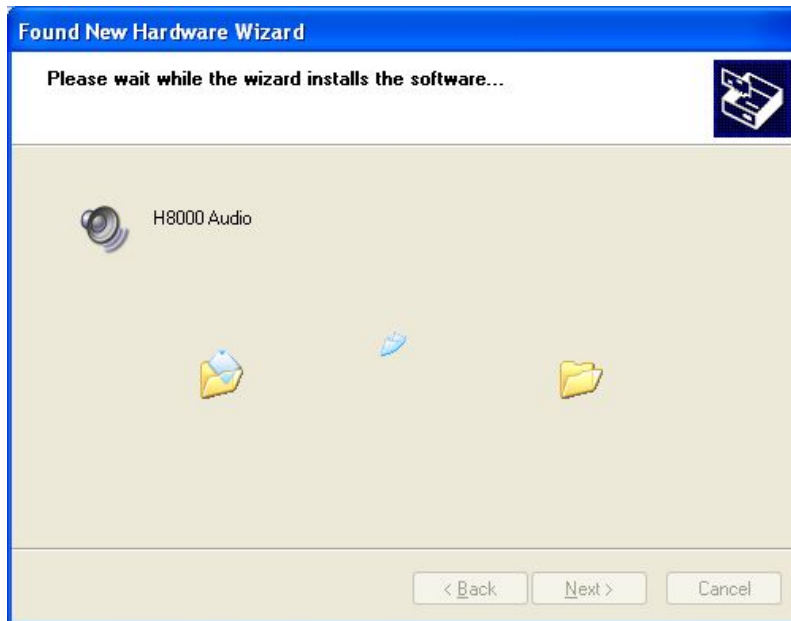 Found New Hardware Wizard
Please wait while the wizard installs the software...
H8000 Audio
< Back
Next >
Cancel